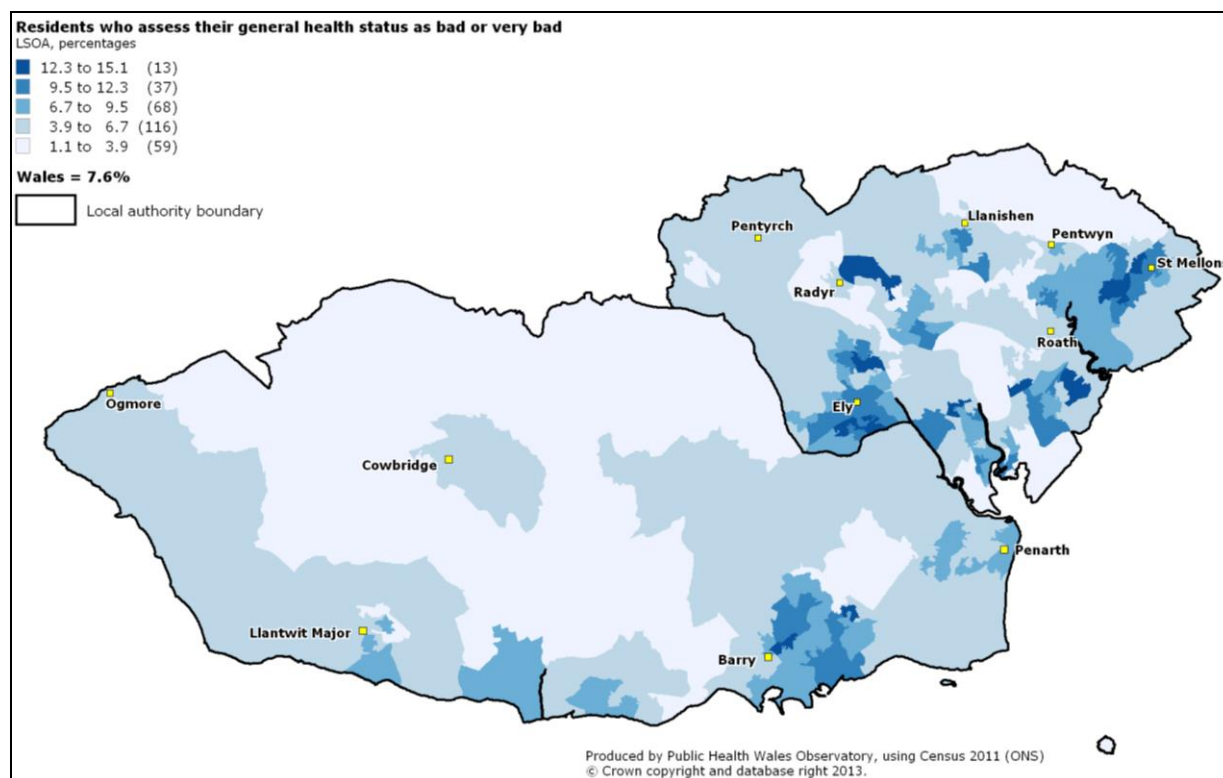 Residents who assess their general health status as bad or very bad
LSOA, percentages
12.3 to 15.1 (13)
9.5 to 12.3 (37)
6.7 to 9.5 (68)
3.9 to 6.7 (116)
1.1 to 3.9 (59)
Wales = 7.6%
Local authority boundary
Llanishen
Pentyrch
Pentwyn
St Mellons
Radyr
Roath
Ogmore
Ely
Cowbridge
Penarth
Llantwit Major
Barry
Produced by Public Health Wales Observatory, using Census 2011 (ONS)
© Crown copyright and database right 2013.